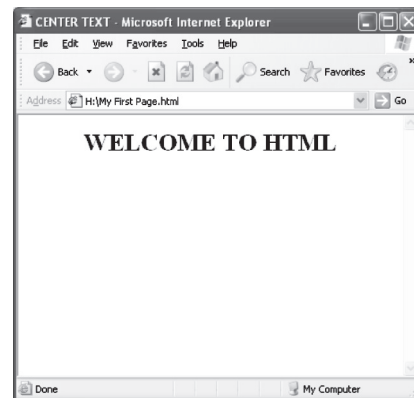 CENTER TEXT - Microsoft Internet Explorer
File Edit View Favorites Tools Help
Back Search Favorites »
Address H:\My First Page.html Go
WELCOME TO HTML
Done My Computer